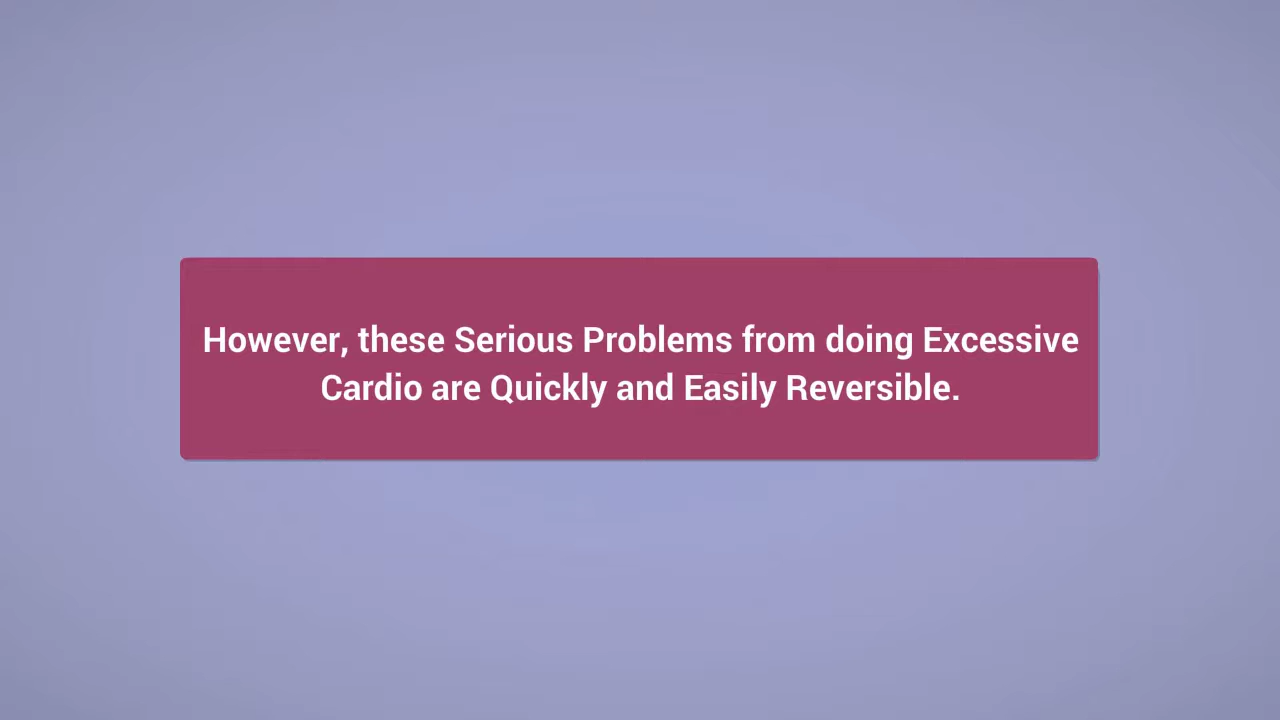 However, these Serious Problems from doing Excessive
Cardio are Quickly and Easily Reversible.